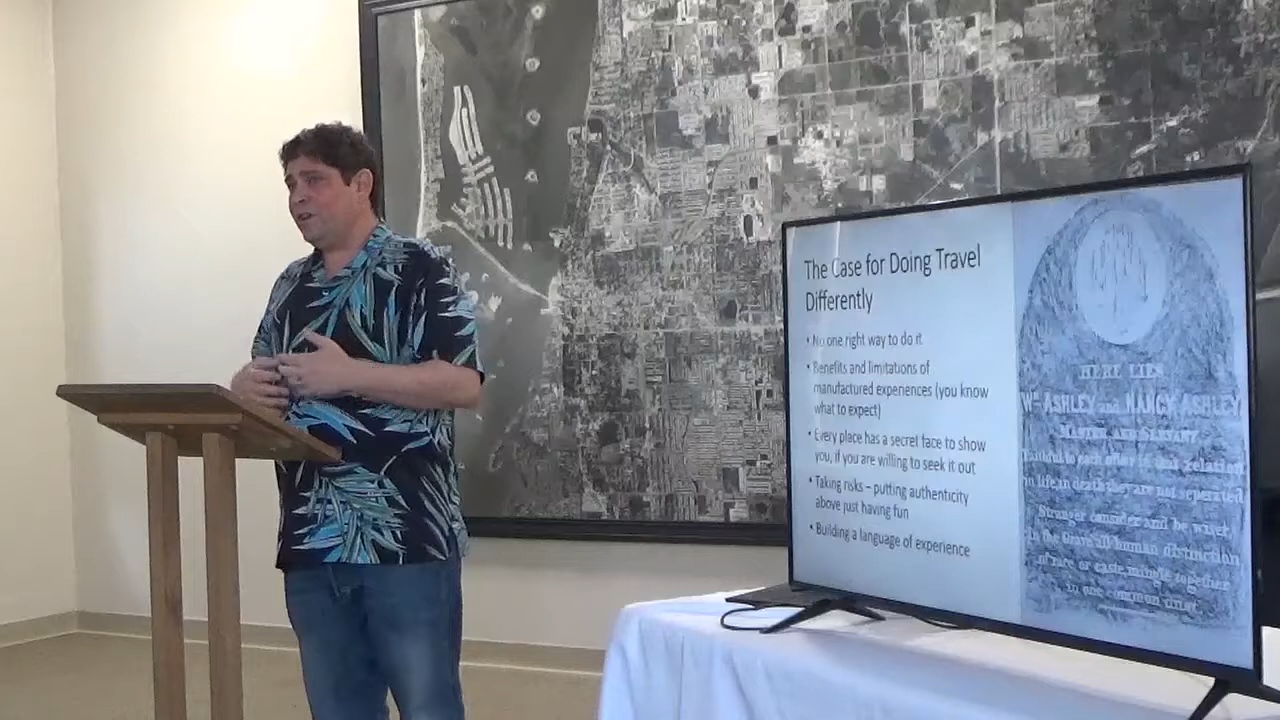 The Case for Doing Travel
Differently
• No one right way to do it
• Benefits and limitations of
manufactured experiences (you know
what to expect)
• Every place has a secret face to show
you, if you are willing to seek it out
• Taking risks – putting authenticity
above just having fun
• Building a language of experience
HERE LIES
Wᴹ ASHLEY and NANCY ASHLEY
MASTER AND SERVANT
faithful to each other in that relation
in life, in death they are not seperated
Stranger consider and be wiser
in the Grave all human distinction
of race or caste mingle together
in one common dust